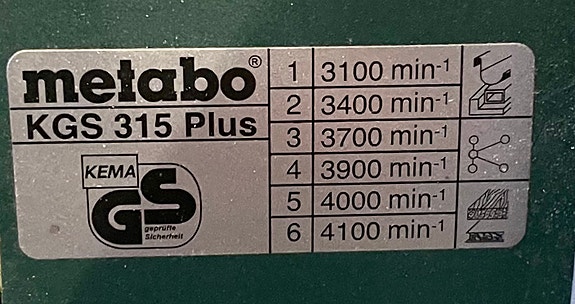 metabo®
KGS 315 Plus
KEMA
GS
geprüfte
Sicherheit
1 3100 min-1
2 3400 min-1
3 3700 min-1
4 3900 min-1
5 4000 min-1
6 4100 min-1